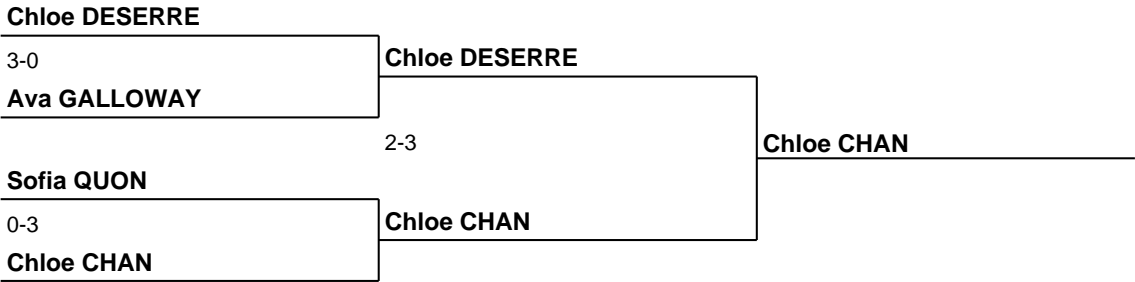 Chloe DESERRE
3-0
Chloe DESERRE
Ava GALLOWAY
2-3
Chloe CHAN
Sofia QUON
0-3
Chloe CHAN
Chloe CHAN